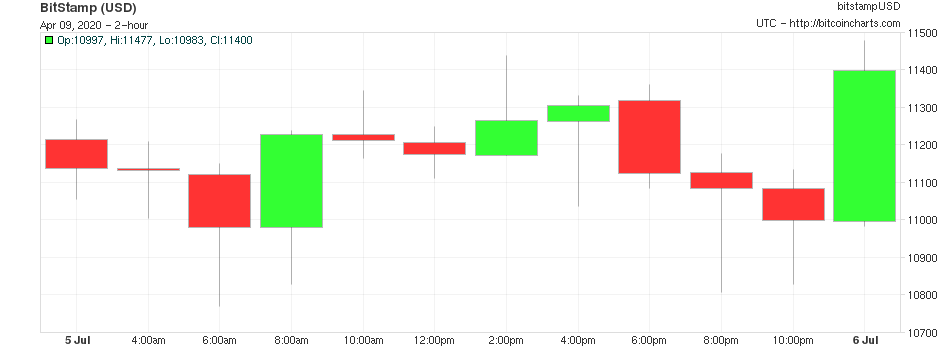 BitStamp (USD)
bitstampUSD
Apr 09, 2020 - 2-hour
UTC - http://bitcoincharts.com
Op:10997, Hi:11477, Lo:10983, Cl:11400
11500
11400
11300
11200
11100
11000
10900
10800
10700
5 Jul 4:00am 6:00am 8:00am 10:00am 12:00pm 2:00pm 4:00pm 6:00pm 8:00pm 10:00pm 6 Jul